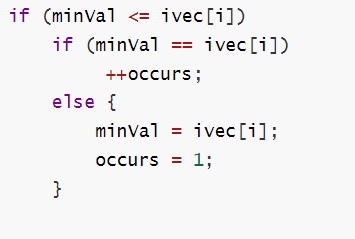 if (minVal <= ivec[i])
    if (minVal == ivec[i])
         ++occurs;
    else {
        minVal = ivec[i];
        occurs = 1;
    }